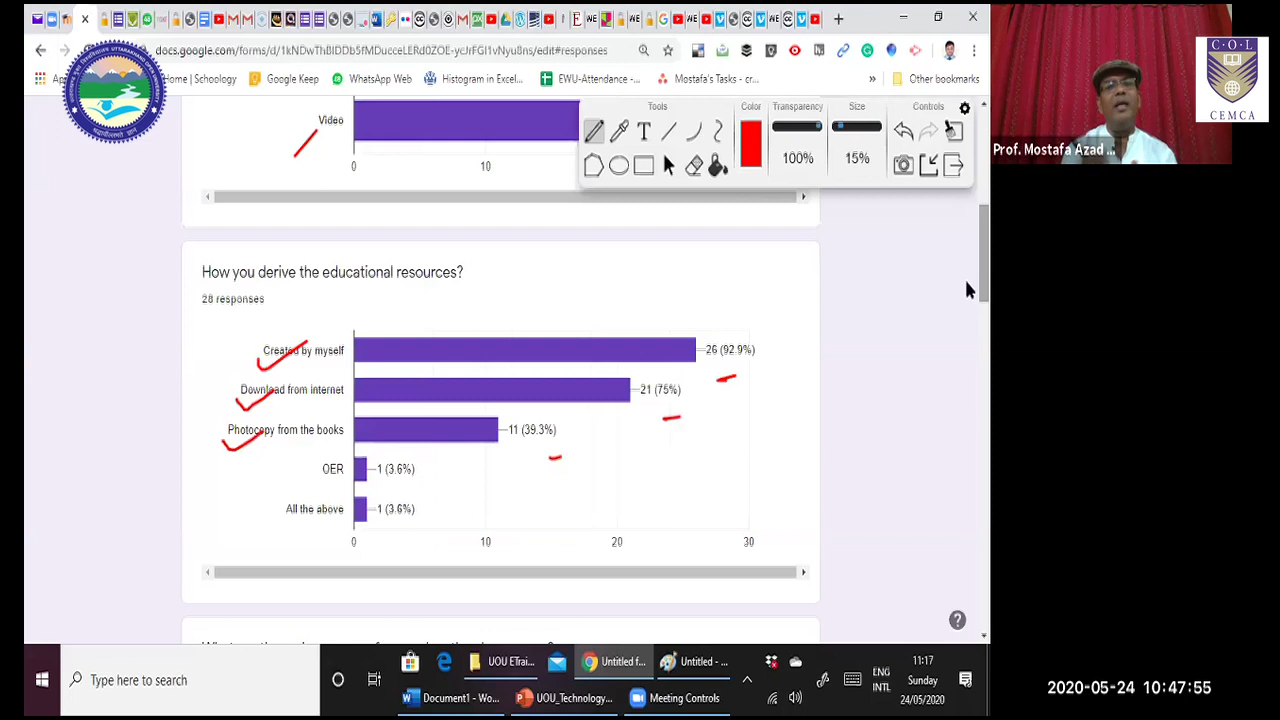 docs.google.com/forms/d/1kNDwThBIDDb5fMDucceLERd0ZOE-ycJrFGI1vNyu8ns/edit#responses
Home | Schoology
Google Keep
WhatsApp Web
Histogram in Excel...
EWU-Attendance -...
Mostafa's Tasks - cr...
»
Other bookmarks
Tools
Color
Transparency
Size
Controls
T
100%
15%
Video
0
10
How you derive the educational resources?
28 responses
Created by myself
26 (92.9%)
Download from internet
21 (75%)
Photocopy from the books
11 (39.3%)
OER
1 (3.6%)
All the above
1 (3.6%)
0
10
20
30
C·O·L
CEMCA
Prof. Mostafa Azad ...
Type here to search
UOU ETrai...
Untitled f...
Untitled - ...
Document1 - Wo...
UOU_Technology...
Meeting Controls
ENG
INTL
11:17
Sunday
24/05/2020
2020-05-24 10:47:55